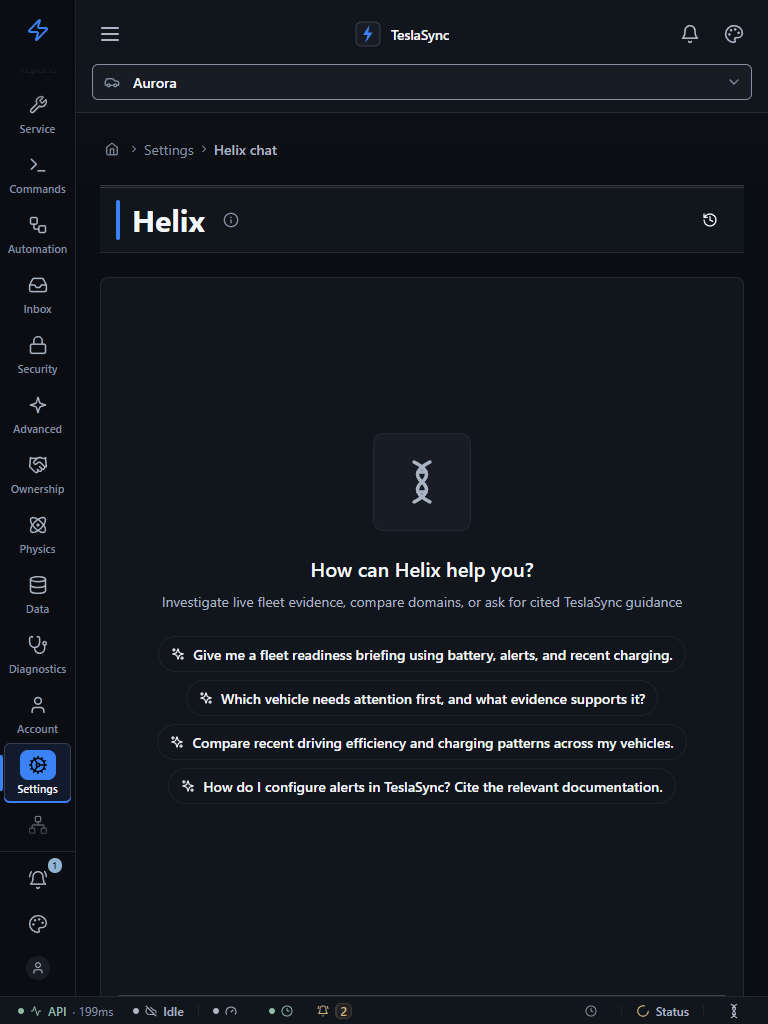 TeslaSync
Aurora
Settings
Helix chat
Helix
Service
Commands
Automation
Inbox
Security
Advanced
Ownership
Physics
Data
Diagnostics
Account
Settings
1
How can Helix help you?
Investigate live fleet evidence, compare domains, or ask for cited TeslaSync guidance
Give me a fleet readiness briefing using battery, alerts, and recent charging.
Which vehicle needs attention first, and what evidence supports it?
Compare recent driving efficiency and charging patterns across my vehicles.
How do I configure alerts in TeslaSync? Cite the relevant documentation.
API · 199ms
Idle
2
Status